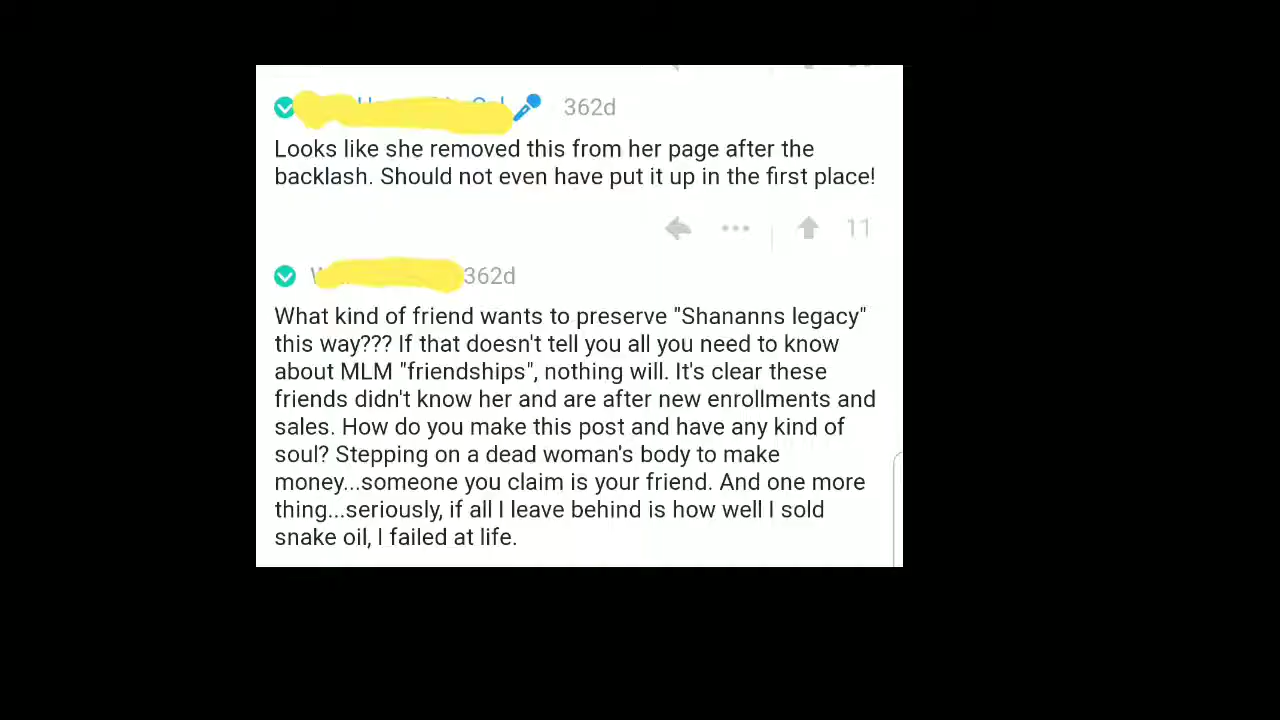 362d
Looks like she removed this from her page after the
backlash. Should not even have put it up in the first place!
11
362d
What kind of friend wants to preserve "Shananns legacy"
this way??? If that doesn't tell you all you need to know
about MLM "friendships", nothing will. It's clear these
friends didn't know her and are after new enrollments and
sales. How do you make this post and have any kind of
soul? Stepping on a dead woman's body to make
money...someone you claim is your friend. And one more
thing...seriously, if all I leave behind is how well I sold
snake oil, I failed at life.